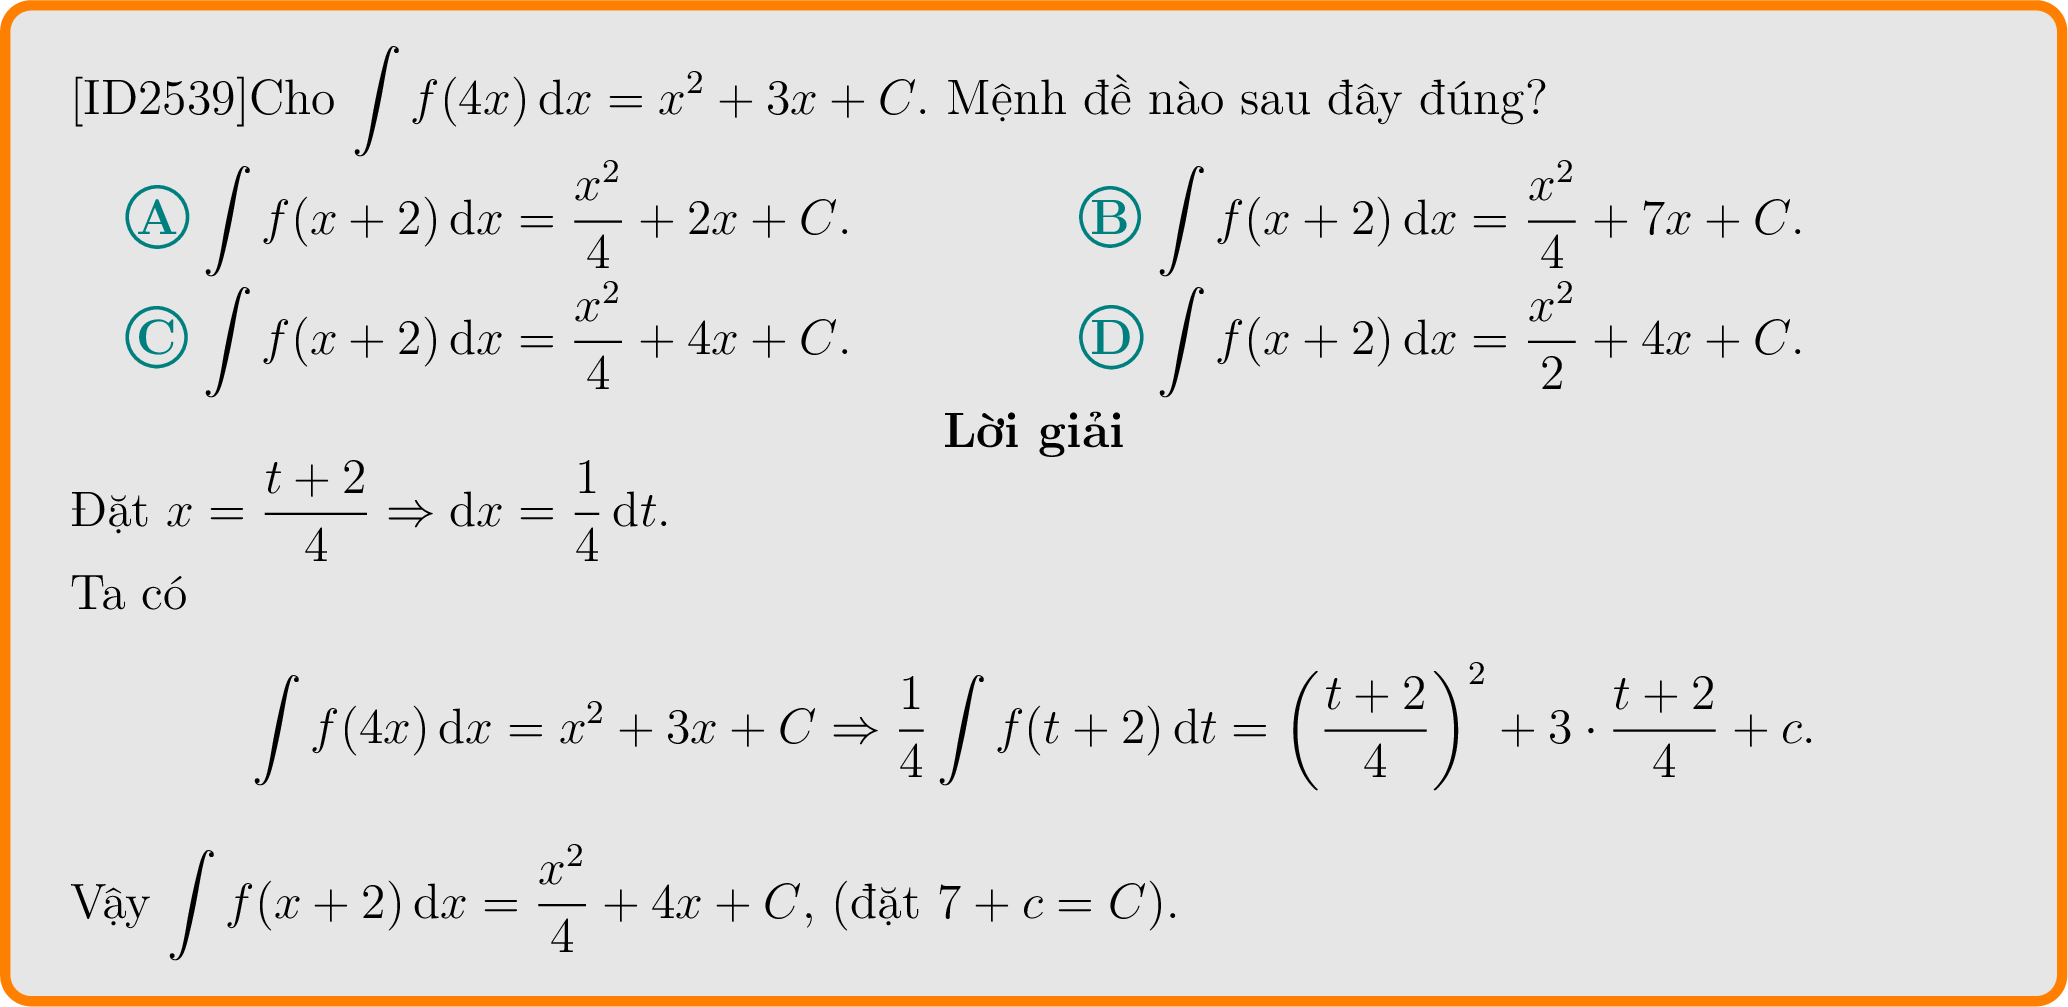 [ID2539]Cho $\int f(4x)\,\mathrm{d}x = x^2 + 3x + C$. Mệnh đề nào sau đây đúng?
Ⓐ $\int f(x+2)\,\mathrm{d}x = \frac{x^2}{4} + 2x + C$. Ⓑ $\int f(x+2)\,\mathrm{d}x = \frac{x^2}{4} + 7x + C$.
Ⓒ $\int f(x+2)\,\mathrm{d}x = \frac{x^2}{4} + 4x + C$. Ⓓ $\int f(x+2)\,\mathrm{d}x = \frac{x^2}{2} + 4x + C$.
Lời giải
Đặt $x = \frac{t+2}{4} \Rightarrow \mathrm{d}x = \frac{1}{4}\,\mathrm{d}t$.
Ta có
$\int f(4x)\,\mathrm{d}x = x^2 + 3x + C \Rightarrow \frac{1}{4}\int f(t+2)\,\mathrm{d}t = \left(\frac{t+2}{4}\right)^2 + 3 \cdot \frac{t+2}{4} + c$.
Vậy $\int f(x+2)\,\mathrm{d}x = \frac{x^2}{4} + 4x + C$, (đặt $7 + c = C$).